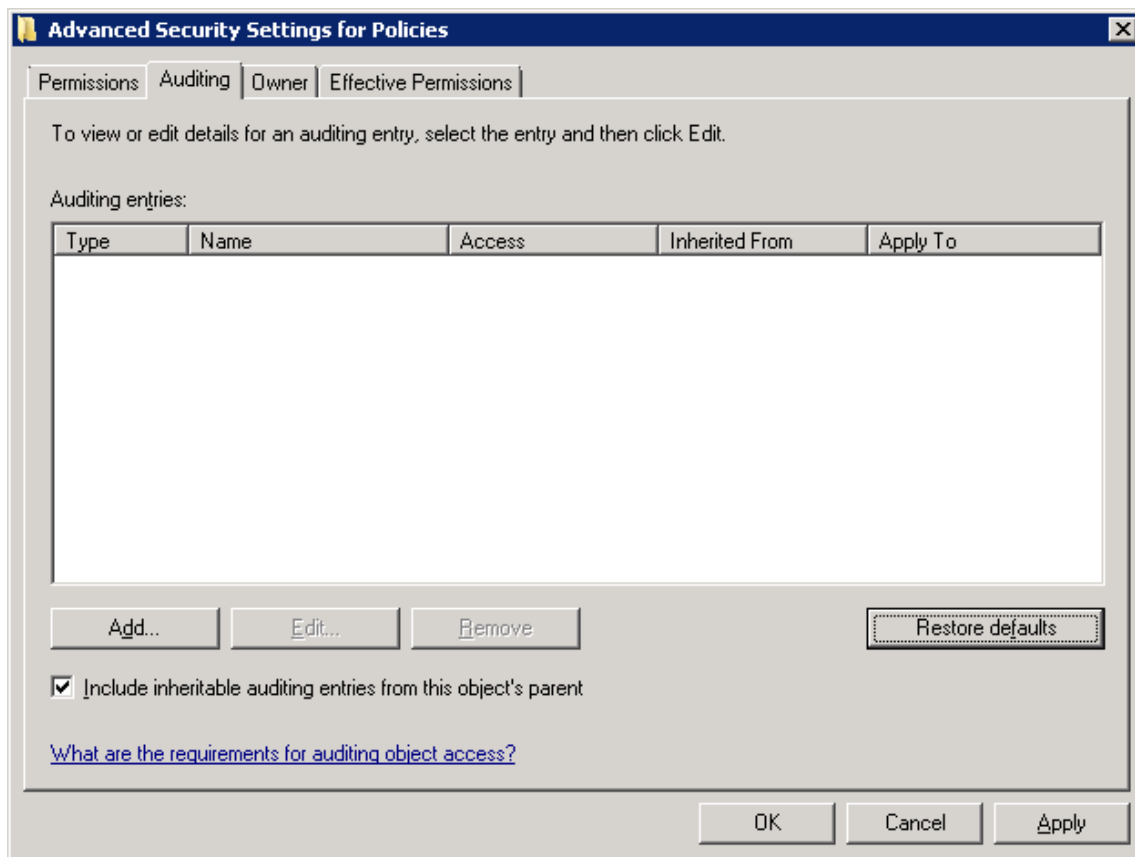 Advanced Security Settings for Policies
Permissions Auditing Owner Effective Permissions
To view or edit details for an auditing entry, select the entry and then click Edit.
Auditing entries:
Type Name Access Inherited From Apply To
Add... Edit... Remove Restore defaults
Include inheritable auditing entries from this object's parent
What are the requirements for auditing object access?
OK Cancel Apply